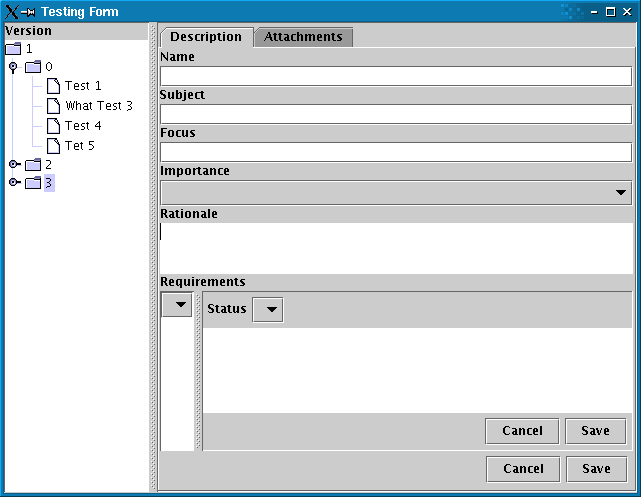 Testing Form
Version
1
0
Test 1
What Test 3
Test 4
Tet 5
2
3
Description Attachments
Name
Subject
Focus
Importance
Rationale
Requirements
Status
Cancel Save
Cancel Save